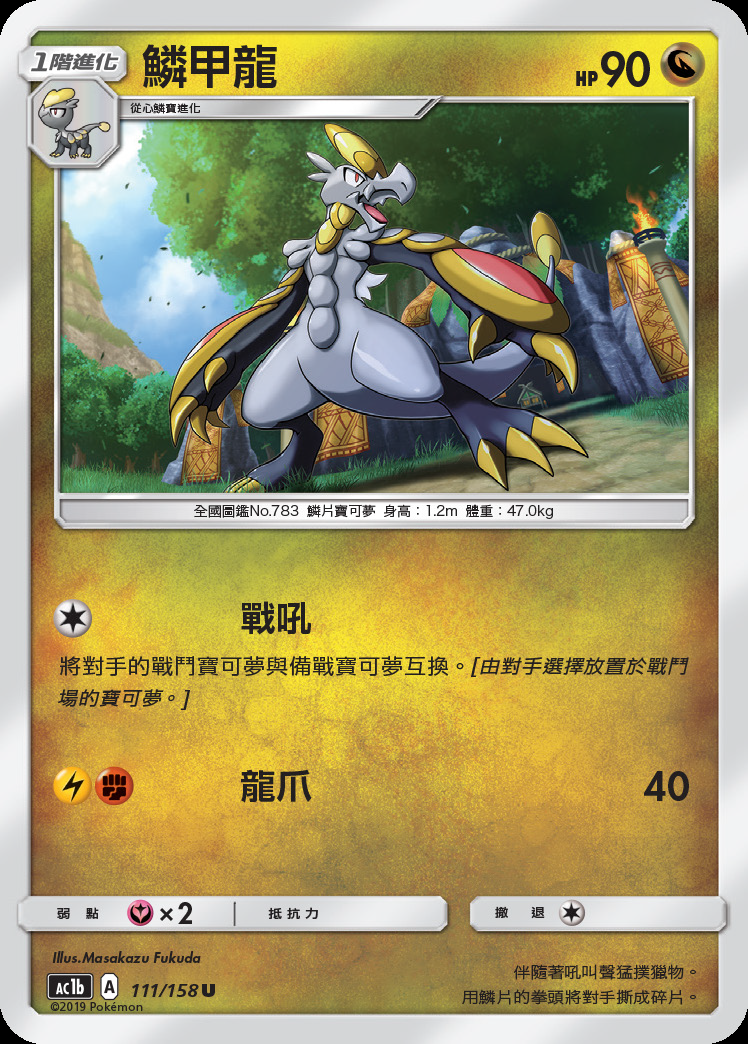 1階進化 鱗甲龍 HP90
從心鱗寶進化
全國圖鑑No.783 鱗片寶可夢 身高：1.2m 體重：47.0kg
戰吼
將對手的戰鬥寶可夢與備戰寶可夢互換。[由對手選擇放置於戰鬥
場的寶可夢。]
龍爪 40
弱點 ×2 抵抗力 撤退
Illus.Masakazu Fukuda
伴隨著吼叫聲猛撲獵物。
AC1b A 111/158 U
用鱗片的拳頭將對手撕成碎片。
©2019 Pokémon